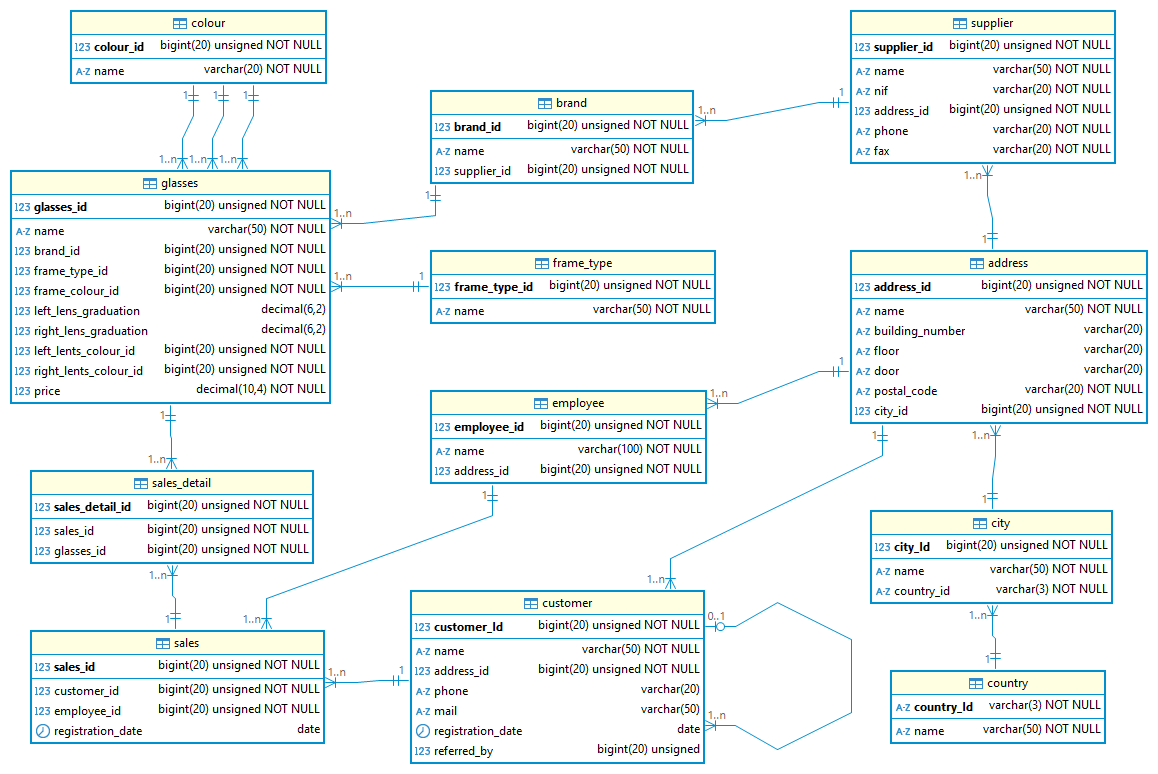 colour
123 colour_id bigint(20) unsigned NOT NULL
A-Z name varchar(20) NOT NULL
1 1 1
1..n 1..n 1..n
supplier
123 supplier_id bigint(20) unsigned NOT NULL
A-Z name varchar(50) NOT NULL
A-Z nif varchar(20) NOT NULL
123 address_id bigint(20) unsigned NOT NULL
A-Z phone varchar(20) NOT NULL
A-Z fax varchar(20) NOT NULL
1
1..n
brand
123 brand_id bigint(20) unsigned NOT NULL
A-Z name varchar(50) NOT NULL
123 supplier_id bigint(20) unsigned NOT NULL
1..n
1
glasses
123 glasses_id bigint(20) unsigned NOT NULL
A-Z name varchar(50) NOT NULL
123 brand_id bigint(20) unsigned NOT NULL
123 frame_type_id bigint(20) unsigned NOT NULL
123 frame_colour_id bigint(20) unsigned NOT NULL
123 left_lens_graduation decimal(6,2)
123 right_lens_graduation decimal(6,2)
123 left_lents_colour_id bigint(20) unsigned NOT NULL
123 right_lents_colour_id bigint(20) unsigned NOT NULL
123 price decimal(10,4) NOT NULL
1..n
1..n
1
1
frame_type
123 frame_type_id bigint(20) unsigned NOT NULL
A-Z name varchar(50) NOT NULL
1
address
123 address_id bigint(20) unsigned NOT NULL
A-Z name varchar(50) NOT NULL
A-Z building_number varchar(20)
A-Z floor varchar(20)
A-Z door varchar(20)
A-Z postal_code varchar(20) NOT NULL
123 city_id bigint(20) unsigned NOT NULL
1
1
1..n
employee
123 employee_id bigint(20) unsigned NOT NULL
A-Z name varchar(100) NOT NULL
123 address_id bigint(20) unsigned NOT NULL
1..n
1
1..n
sales_detail
123 sales_detail_id bigint(20) unsigned NOT NULL
123 sales_id bigint(20) unsigned NOT NULL
123 glasses_id bigint(20) unsigned NOT NULL
1..n
1
1
city
123 city_Id bigint(20) unsigned NOT NULL
A-Z name varchar(50) NOT NULL
A-Z country_id varchar(3) NOT NULL
1..n
1
1..n
1..n
customer
123 customer_Id bigint(20) unsigned NOT NULL
A-Z name varchar(50) NOT NULL
123 address_id bigint(20) unsigned NOT NULL
A-Z phone varchar(20)
A-Z mail varchar(50)
registration_date date
123 referred_by bigint(20) unsigned
0..1
1..n
sales
123 sales_id bigint(20) unsigned NOT NULL
123 customer_id bigint(20) unsigned NOT NULL
123 employee_id bigint(20) unsigned NOT NULL
registration_date date
1..n
1
country
A-Z country_Id varchar(3) NOT NULL
A-Z name varchar(50) NOT NULL